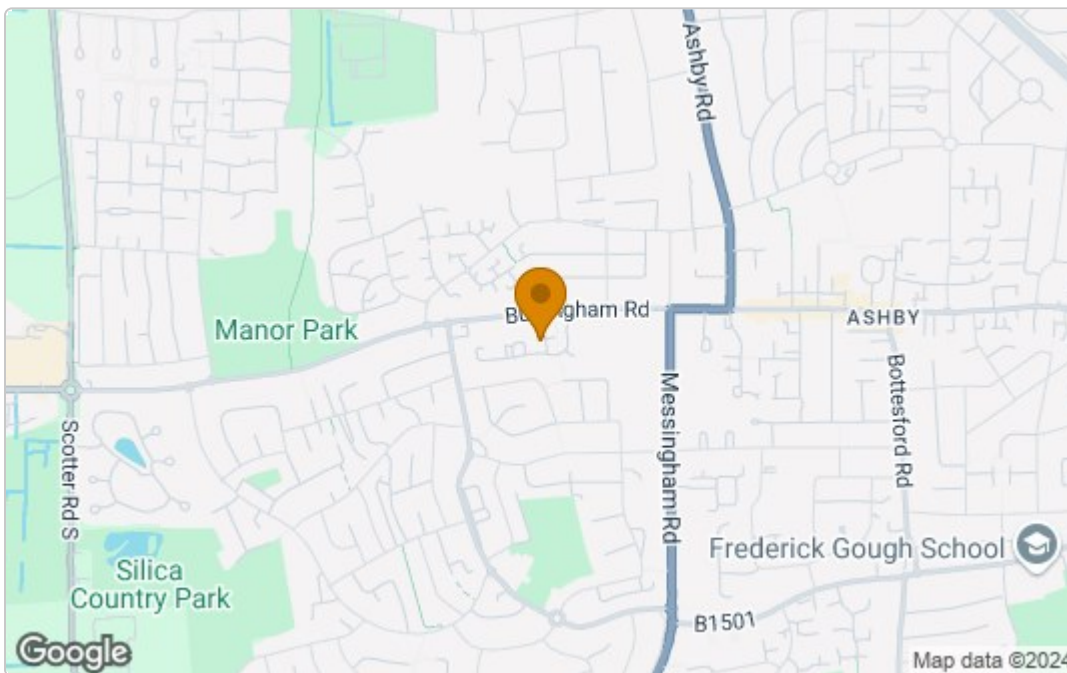 Ashby Rd
Manor Park
ingham Rd
ASHBY
Bottesford Rd
Messingham Rd
Scotter Rd S
Silica
Country Park
Frederick Gough School
B1501
Google
Map data ©2024